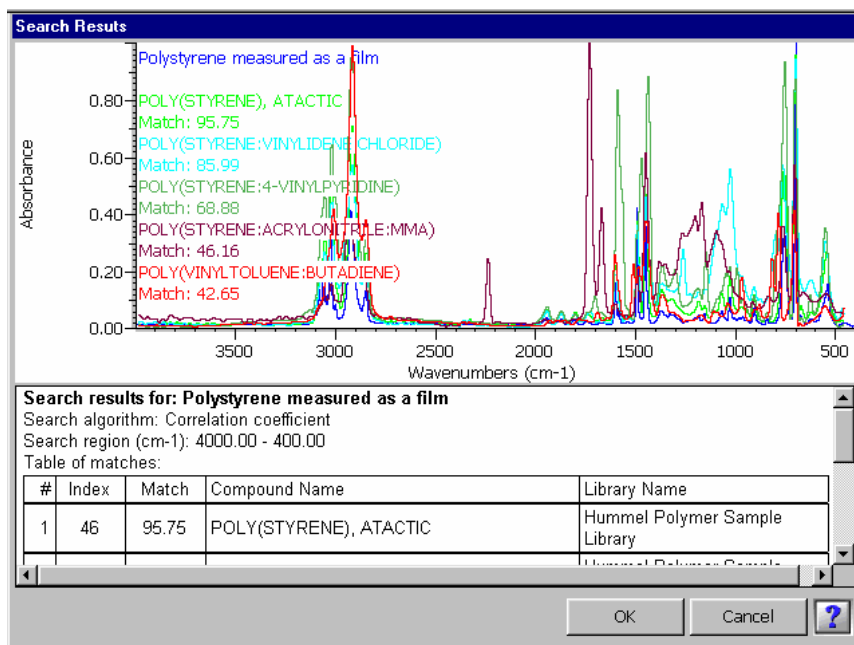 Search Resuts
Polystyrene measured as a film
POLY(STYRENE), ATACTIC
Match: 95.75
POLY(STYRENE:VINYLIDENE CHLORIDE)
Match: 85.99
POLY(STYRENE:4-VINYLPYRIDINE)
Match: 68.88
POLY(STYRENE:ACRYLONITRILE:MMA)
Match: 46.16
POLY(VINYLTOLUENE:BUTADIENE)
Match: 42.65
Absorbance
0.80
0.60
0.40
0.20
0.00
3500 3000 2500 2000 1500 1000 500
Wavenumbers (cm-1)
Search results for: Polystyrene measured as a film
Search algorithm: Correlation coefficient
Search region (cm-1): 4000.00 - 400.00
Table of matches:
# Index Match Compound Name Library Name
1 46 95.75 POLY(STYRENE), ATACTIC Hummel Polymer Sample
Library
Hummel Polymer Sample
OK Cancel ?